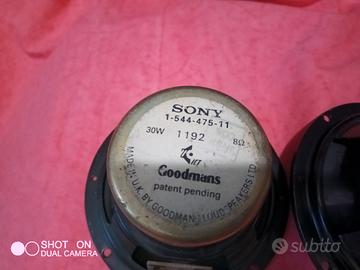 SONY
1-544-475-11
30W 1192 8Ω
Goodmans
patent pending
MADE IN U.K. BY GOODMANS LOUD-SPEAKERS LTD
SHOT ON
DUAL CAMERA
subito